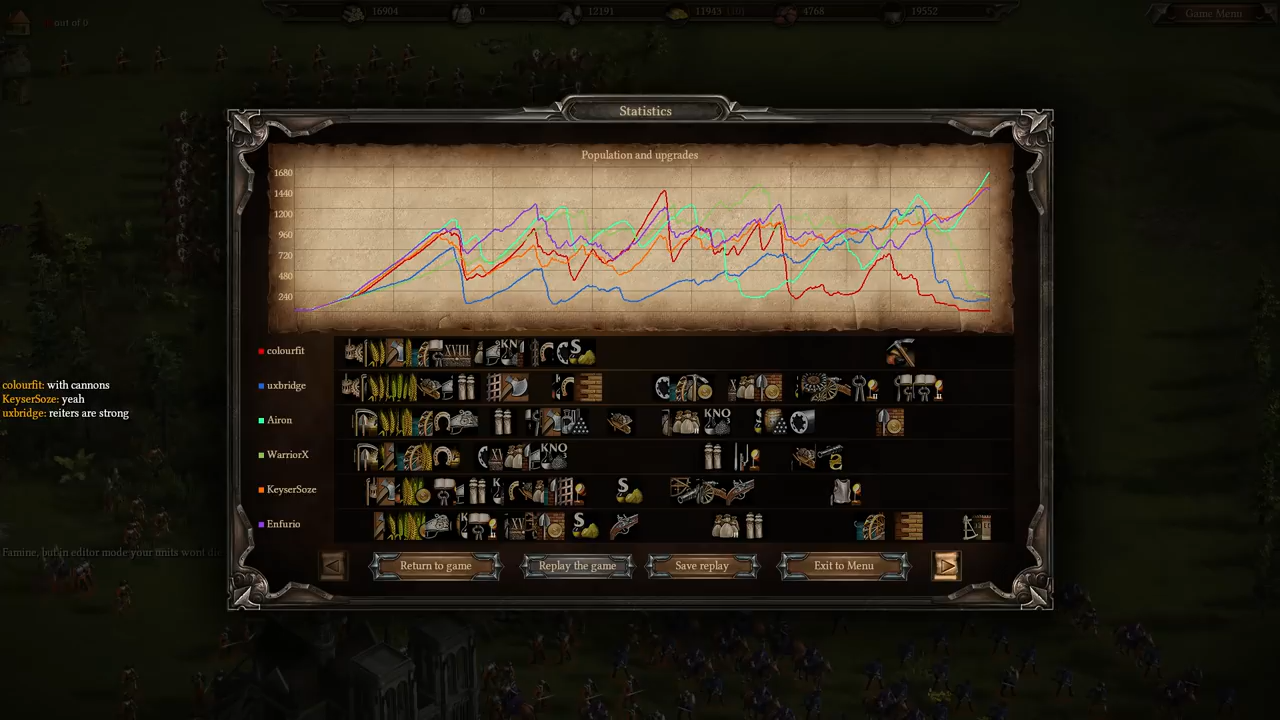 16904
0
12191
11943 (10)
4768
19552
Game Menu
out of 0
Statistics
Population and upgrades
1680
1440
1200
960
720
480
240
colourfit
uxbridge
Airon
WarriorX
KeyserSoze
Enfurio
colourfit: with cannons
KeyserSoze: yeah
uxbridge: reiters are strong
Famine, but in editor mode your units wont die
Return to game
Replay the game
Save replay
Exit to Menu